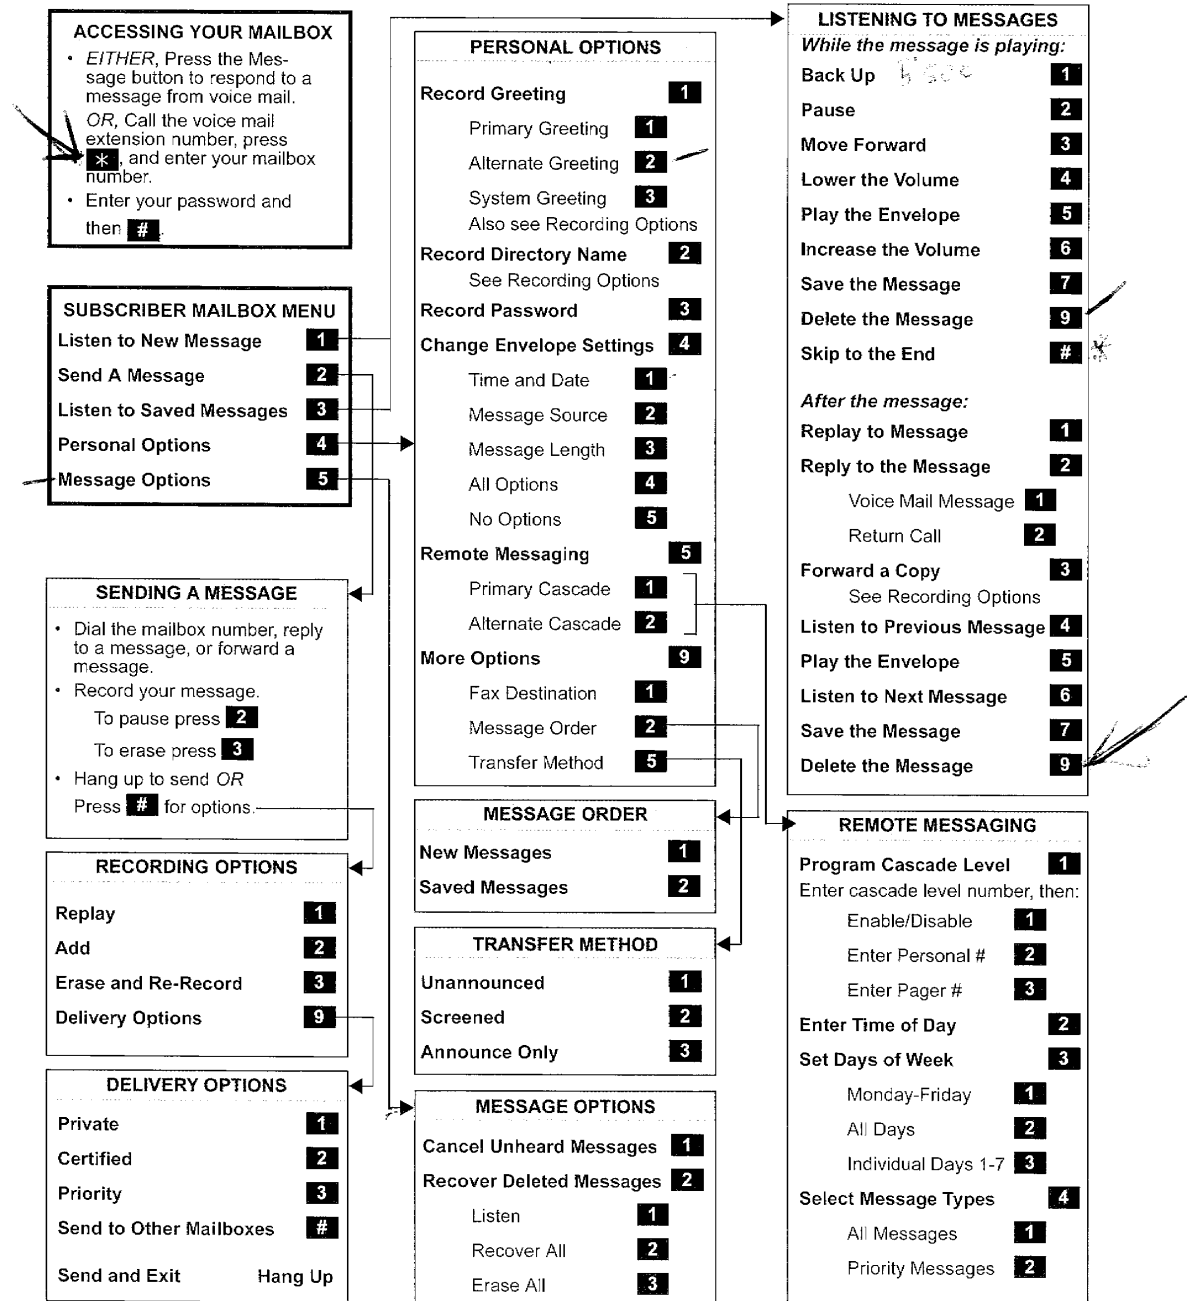 ACCESSING YOUR MAILBOX
• EITHER, Press the Mes-
sage button to respond to a
message from voice mail.
OR, Call the voice mail
extension number, press
*, and enter your mailbox
number.
• Enter your password and
then #.
SUBSCRIBER MAILBOX MENU
Listen to New Message 1
Send A Message 2
Listen to Saved Messages 3
Personal Options 4
Message Options 5
SENDING A MESSAGE
• Dial the mailbox number, reply
to a message, or forward a
message.
• Record your message.
To pause press 2
To erase press 3
• Hang up to send OR
Press # for options.
RECORDING OPTIONS
Replay 1
Add 2
Erase and Re-Record 3
Delivery Options 9
DELIVERY OPTIONS
Private 1
Certified 2
Priority 3
Send to Other Mailboxes #
Send and Exit Hang Up
PERSONAL OPTIONS
Record Greeting 1
Primary Greeting 1
Alternate Greeting 2
System Greeting 3
Also see Recording Options
Record Directory Name 2
See Recording Options
Record Password 3
Change Envelope Settings 4
Time and Date 1
Message Source 2
Message Length 3
All Options 4
No Options 5
Remote Messaging 5
Primary Cascade 1
Alternate Cascade 2
More Options 9
Fax Destination 1
Message Order 2
Transfer Method 5
MESSAGE ORDER
New Messages 1
Saved Messages 2
TRANSFER METHOD
Unannounced 1
Screened 2
Announce Only 3
MESSAGE OPTIONS
Cancel Unheard Messages 1
Recover Deleted Messages 2
Listen 1
Recover All 2
Erase All 3
LISTENING TO MESSAGES
While the message is playing:
Back Up 1
Pause 2
Move Forward 3
Lower the Volume 4
Play the Envelope 5
Increase the Volume 6
Save the Message 7
Delete the Message 9
Skip to the End #
After the message:
Replay to Message 1
Reply to the Message 2
Voice Mail Message 1
Return Call 2
Forward a Copy 3
See Recording Options
Listen to Previous Message 4
Play the Envelope 5
Listen to Next Message 6
Save the Message 7
Delete the Message 9
REMOTE MESSAGING
Program Cascade Level 1
Enter cascade level number, then:
Enable/Disable 1
Enter Personal # 2
Enter Pager # 3
Enter Time of Day 2
Set Days of Week 3
Monday-Friday 1
All Days 2
Individual Days 1-7 3
Select Message Types 4
All Messages 1
Priority Messages 2